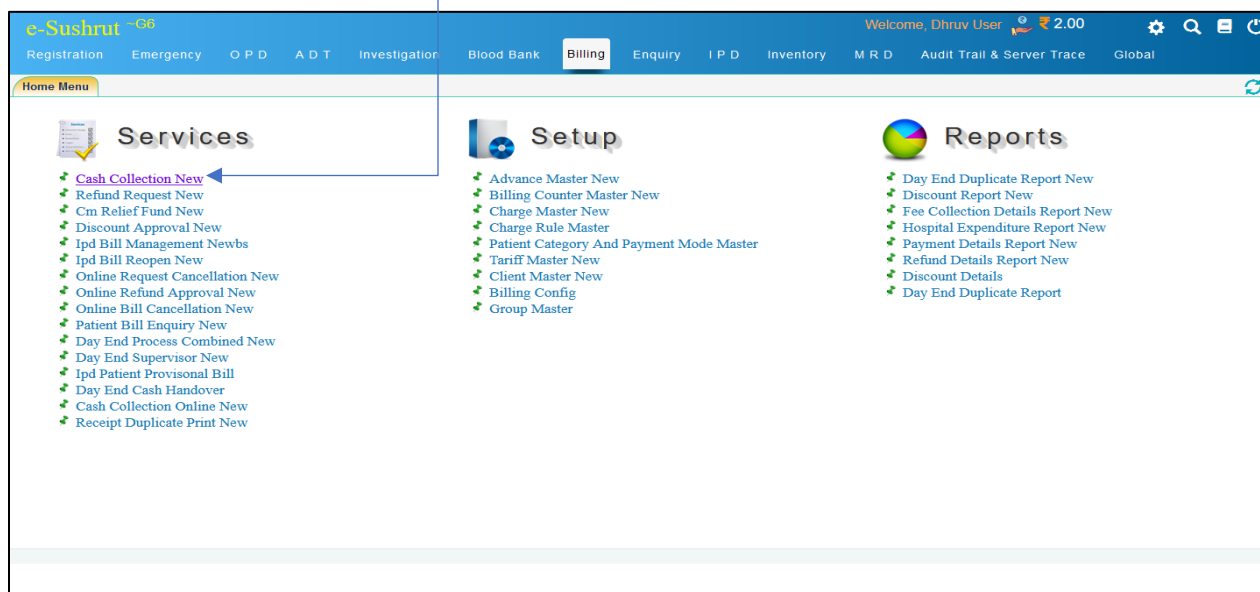 e-Sushrut ~G6
Welcome, Dhruv User ₹ 2.00
Registration Emergency O P D A D T Investigation Blood Bank Billing Enquiry I P D Inventory M R D Audit Trail & Server Trace Global
Home Menu
Services
Cash Collection New
Refund Request New
Cm Relief Fund New
Discount Approval New
Ipd Bill Management Newbs
Ipd Bill Reopen New
Online Request Cancellation New
Online Refund Approval New
Online Bill Cancellation New
Patient Bill Enquiry New
Day End Process Combined New
Day End Supervisor New
Ipd Patient Provisonal Bill
Day End Cash Handover
Cash Collection Online New
Receipt Duplicate Print New
Setup
Advance Master New
Billing Counter Master New
Charge Master New
Charge Rule Master
Patient Category And Payment Mode Master
Tariff Master New
Client Master New
Billing Config
Group Master
Reports
Day End Duplicate Report New
Discount Report New
Fee Collection Details Report New
Hospital Expenditure Report New
Payment Details Report New
Refund Details Report New
Discount Details
Day End Duplicate Report